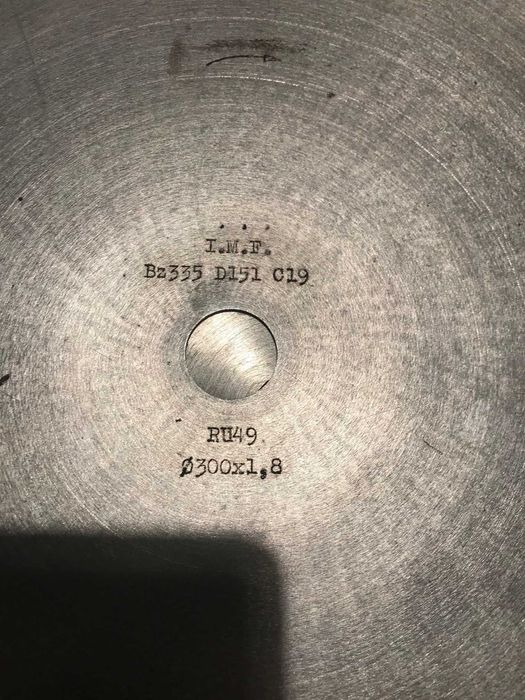 I.M.F.
Bz335 D151 C19
RU49
Ø300x1,8